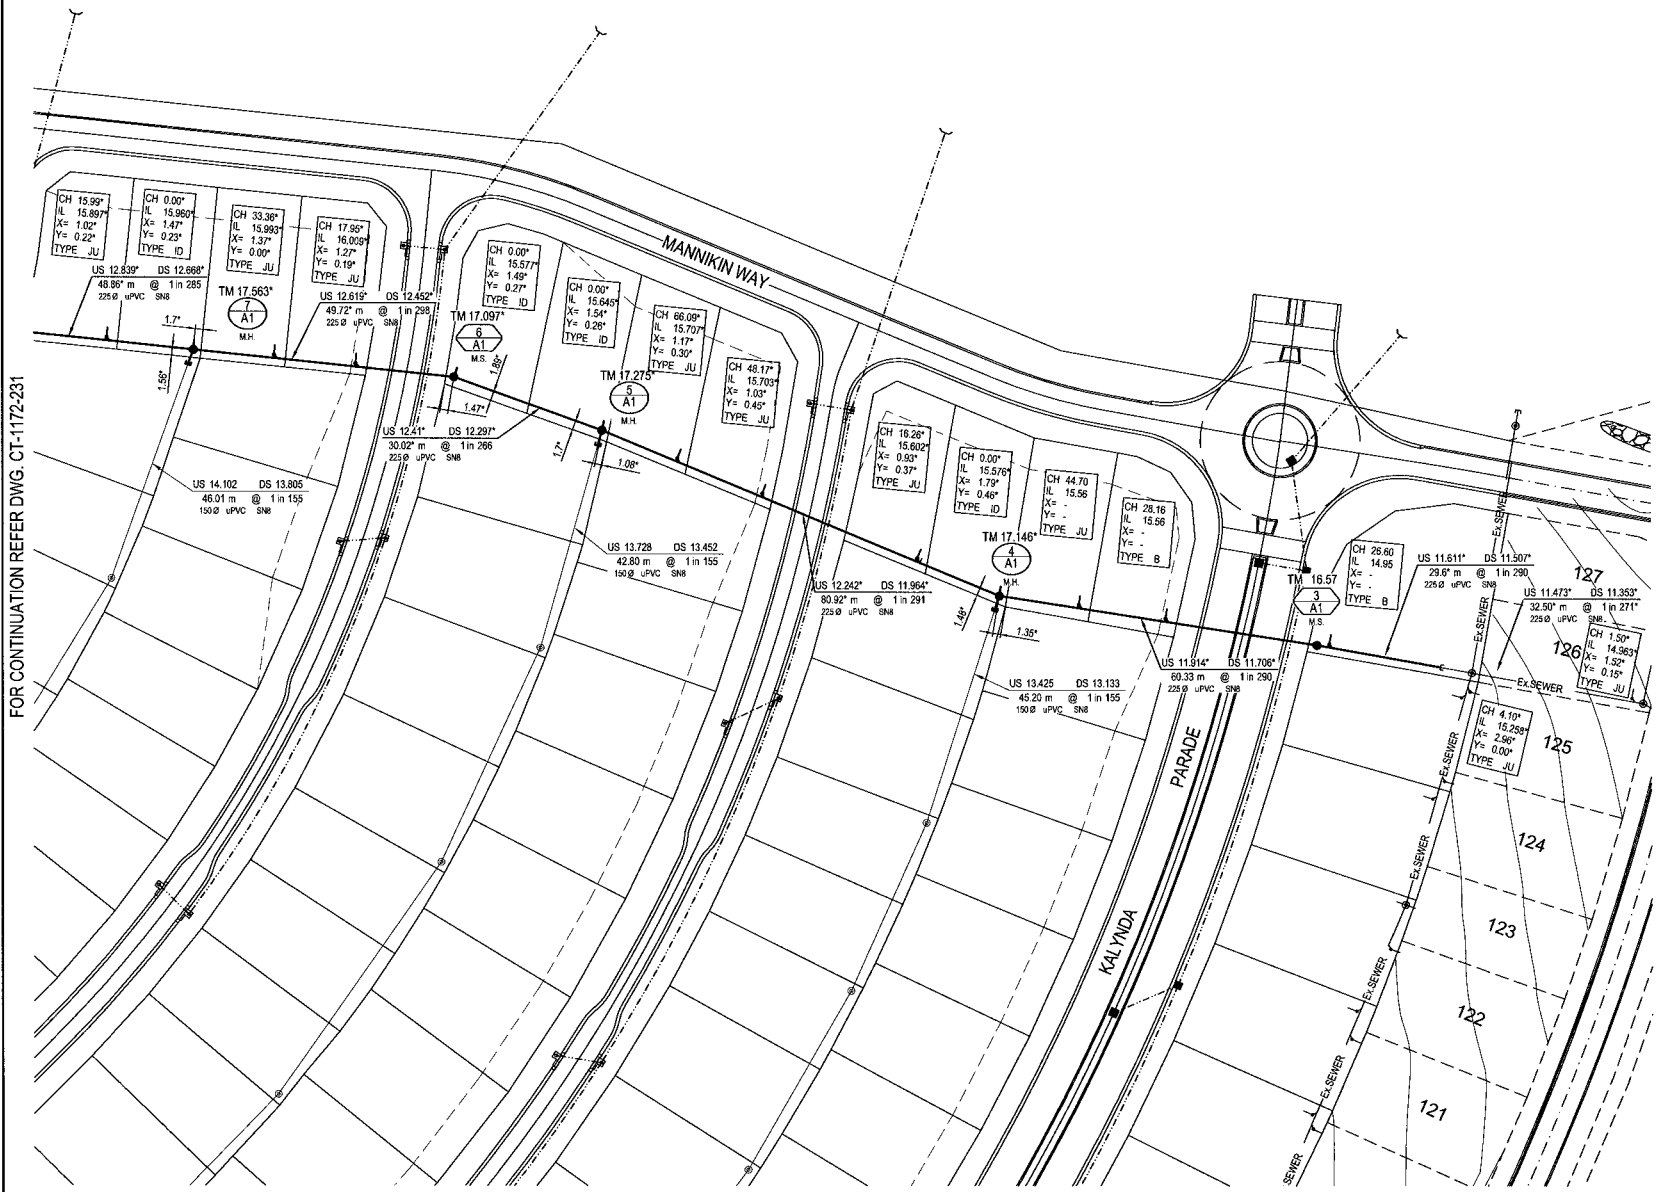 FOR CONTINUATION REFER DWG. CT-1172-231
MANNIKIN WAY
CH 15.99*
IL 15.897*
X= 1.02*
Y= 0.22*
TYPE JU
CH 0.00*
IL 15.960*
X= 1.47*
Y= 0.23*
TYPE ID
CH 33.36*
IL 15.993*
X= 1.37*
Y= 0.00*
TYPE JU
CH 17.95*
IL 16.009*
X= 1.27*
Y= 0.19*
TYPE JU
US 12.839* DS 12.668*
48.86* m @ 1 in 285
225Ø uPVC SN8
1.7*
1.56*
TM 17.563*
7
A1
M.H.
US 12.619* DS 12.452*
49.72* m @ 1 in 298
225Ø uPVC SN8
CH 0.00*
IL 15.577*
X= 1.49*
Y= 0.27*
TYPE ID
CH 0.00*
IL 15.645*
X= 1.54*
Y= 0.26*
TYPE ID
CH 66.09*
IL 15.707*
X= 1.17*
Y= 0.30*
TYPE JU
CH 48.17*
IL 15.703*
X= 1.03*
Y= 0.45*
TYPE JU
TM 17.097*
6
A1
M.S.
1.89*
1.47*
US 12.41* DS 12.297*
30.02* m @ 1 in 266
225Ø uPVC SN8
TM 17.275*
5
A1
M.H.
1.7*
1.08*
US 14.102 DS 13.805
46.01 m @ 1 in 155
150Ø uPVC SN8
US 13.728 DS 13.452
42.80 m @ 1 in 155
150Ø uPVC SN8
CH 16.26*
IL 15.602*
X= 0.93*
Y= 0.37*
TYPE JU
CH 0.00*
IL 15.576*
X= 1.79*
Y= 0.46*
TYPE ID
CH 44.70
IL 15.56
X= -
Y= -
TYPE JU
CH 28.16
IL 15.56
X= -
Y= -
TYPE B
US 12.242* DS 11.964*
80.92* m @ 1 in 291
225Ø uPVC SN8
TM 17.146*
4
A1
M.H.
1.48*
1.35*
US 13.425 DS 13.133
45.20 m @ 1 in 155
150Ø uPVC SN8
US 11.914* DS 11.706*
60.33 m @ 1 in 290
225Ø uPVC SN8
TM 16.57
3
A1
M.S.
CH 26.60
IL 14.95
X= -
Y= -
TYPE B
US 11.611* DS 11.507*
29.6* m @ 1 in 290
225Ø uPVC SN8
US 11.473* DS 11.353*
32.50* m @ 1 in 271*
225Ø uPVC SN8
CH 1.50*
IL 14.963*
X= 1.52*
Y= 0.15*
TYPE JU
CH 4.10*
IL 15.258*
X= 2.96*
Y= 0.00*
TYPE JU
KALYNDA PARADE
Ex.SEWER
Ex.SEWER
Ex.SEWER
Ex.SEWER
Ex.SEWER
Ex.SEWER
Ex.SEWER
SEWER
127
126
125
124
123
122
121